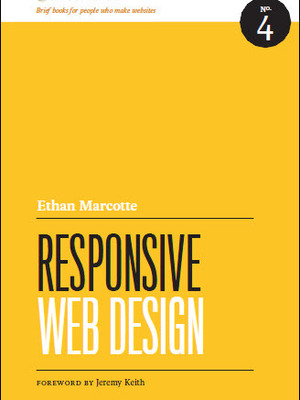 Brief books for people who make websites
No.
4
Ethan Marcotte
RESPONSIVE
WEB DESIGN
FOREWORD BY Jeremy Keith